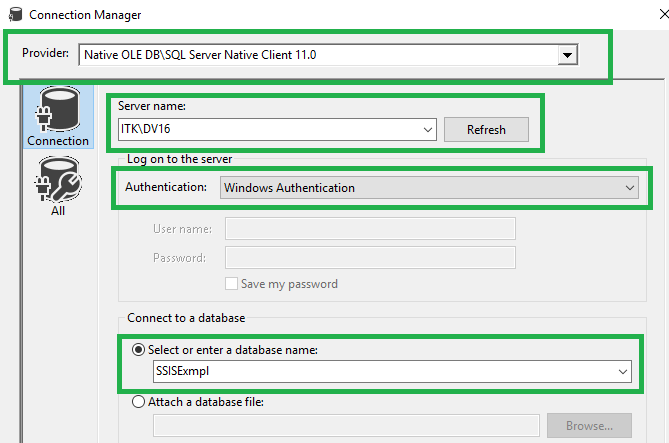 Connection Manager
Provider: Native OLE DB\SQL Server Native Client 11.0
Connection
All
Server name:
ITK\DV16 Refresh
Log on to the server
Authentication: Windows Authentication
User name:
Password:
Save my password
Connect to a database
Select or enter a database name:
SSISExmpl
Attach a database file:
Browse...